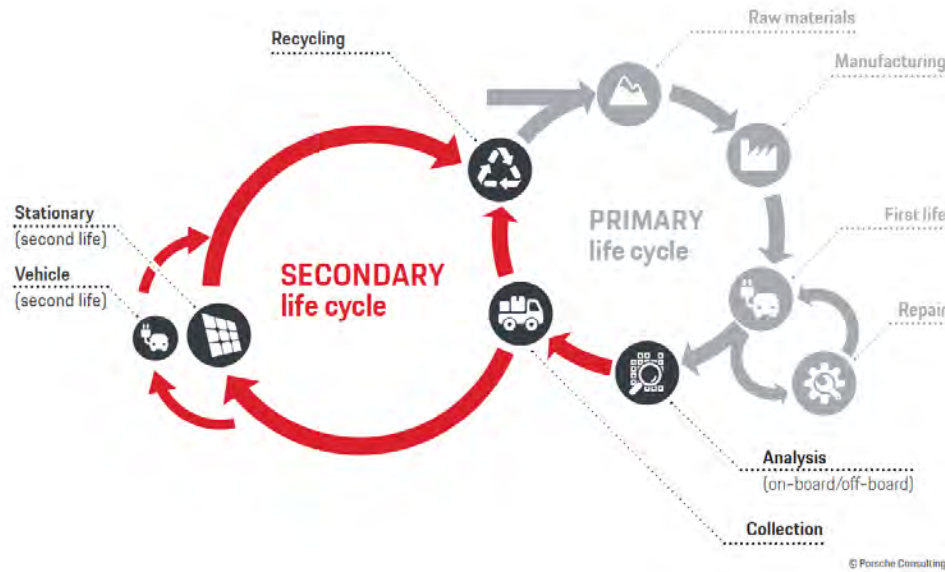 Raw materials
Recycling
Manufacturing
Stationary
(second life)
Vehicle
(second life)
SECONDARY
life cycle
PRIMARY
life cycle
First life
Repair
Analysis
(on-board/off-board)
Collection
© Porsche Consulting